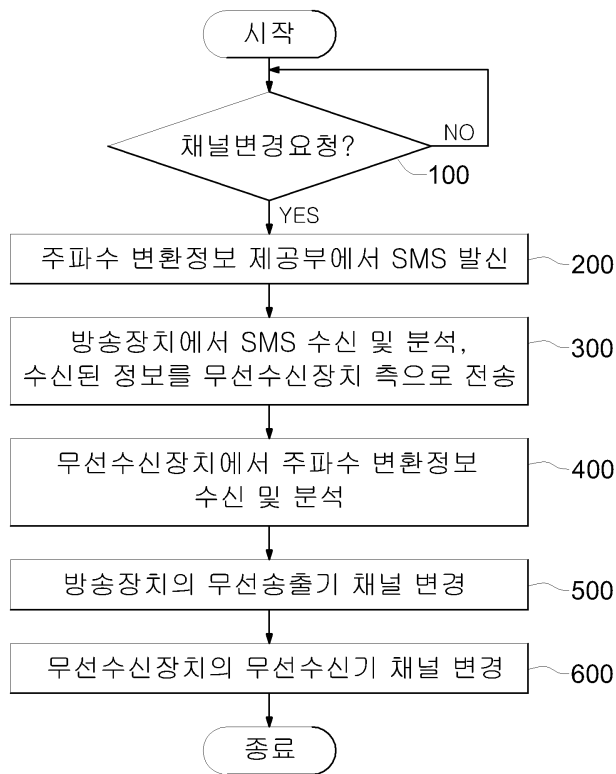 시작
채널변경요청?
NO
100
YES
주파수 변환정보 제공부에서 SMS 발신
200
방송장치에서 SMS 수신 및 분석,
수신된 정보를 무선수신장치 측으로 전송
300
무선수신장치에서 주파수 변환정보
수신 및 분석
400
방송장치의 무선송출기 채널 변경
500
무선수신장치의 무선수신기 채널 변경
600
종료